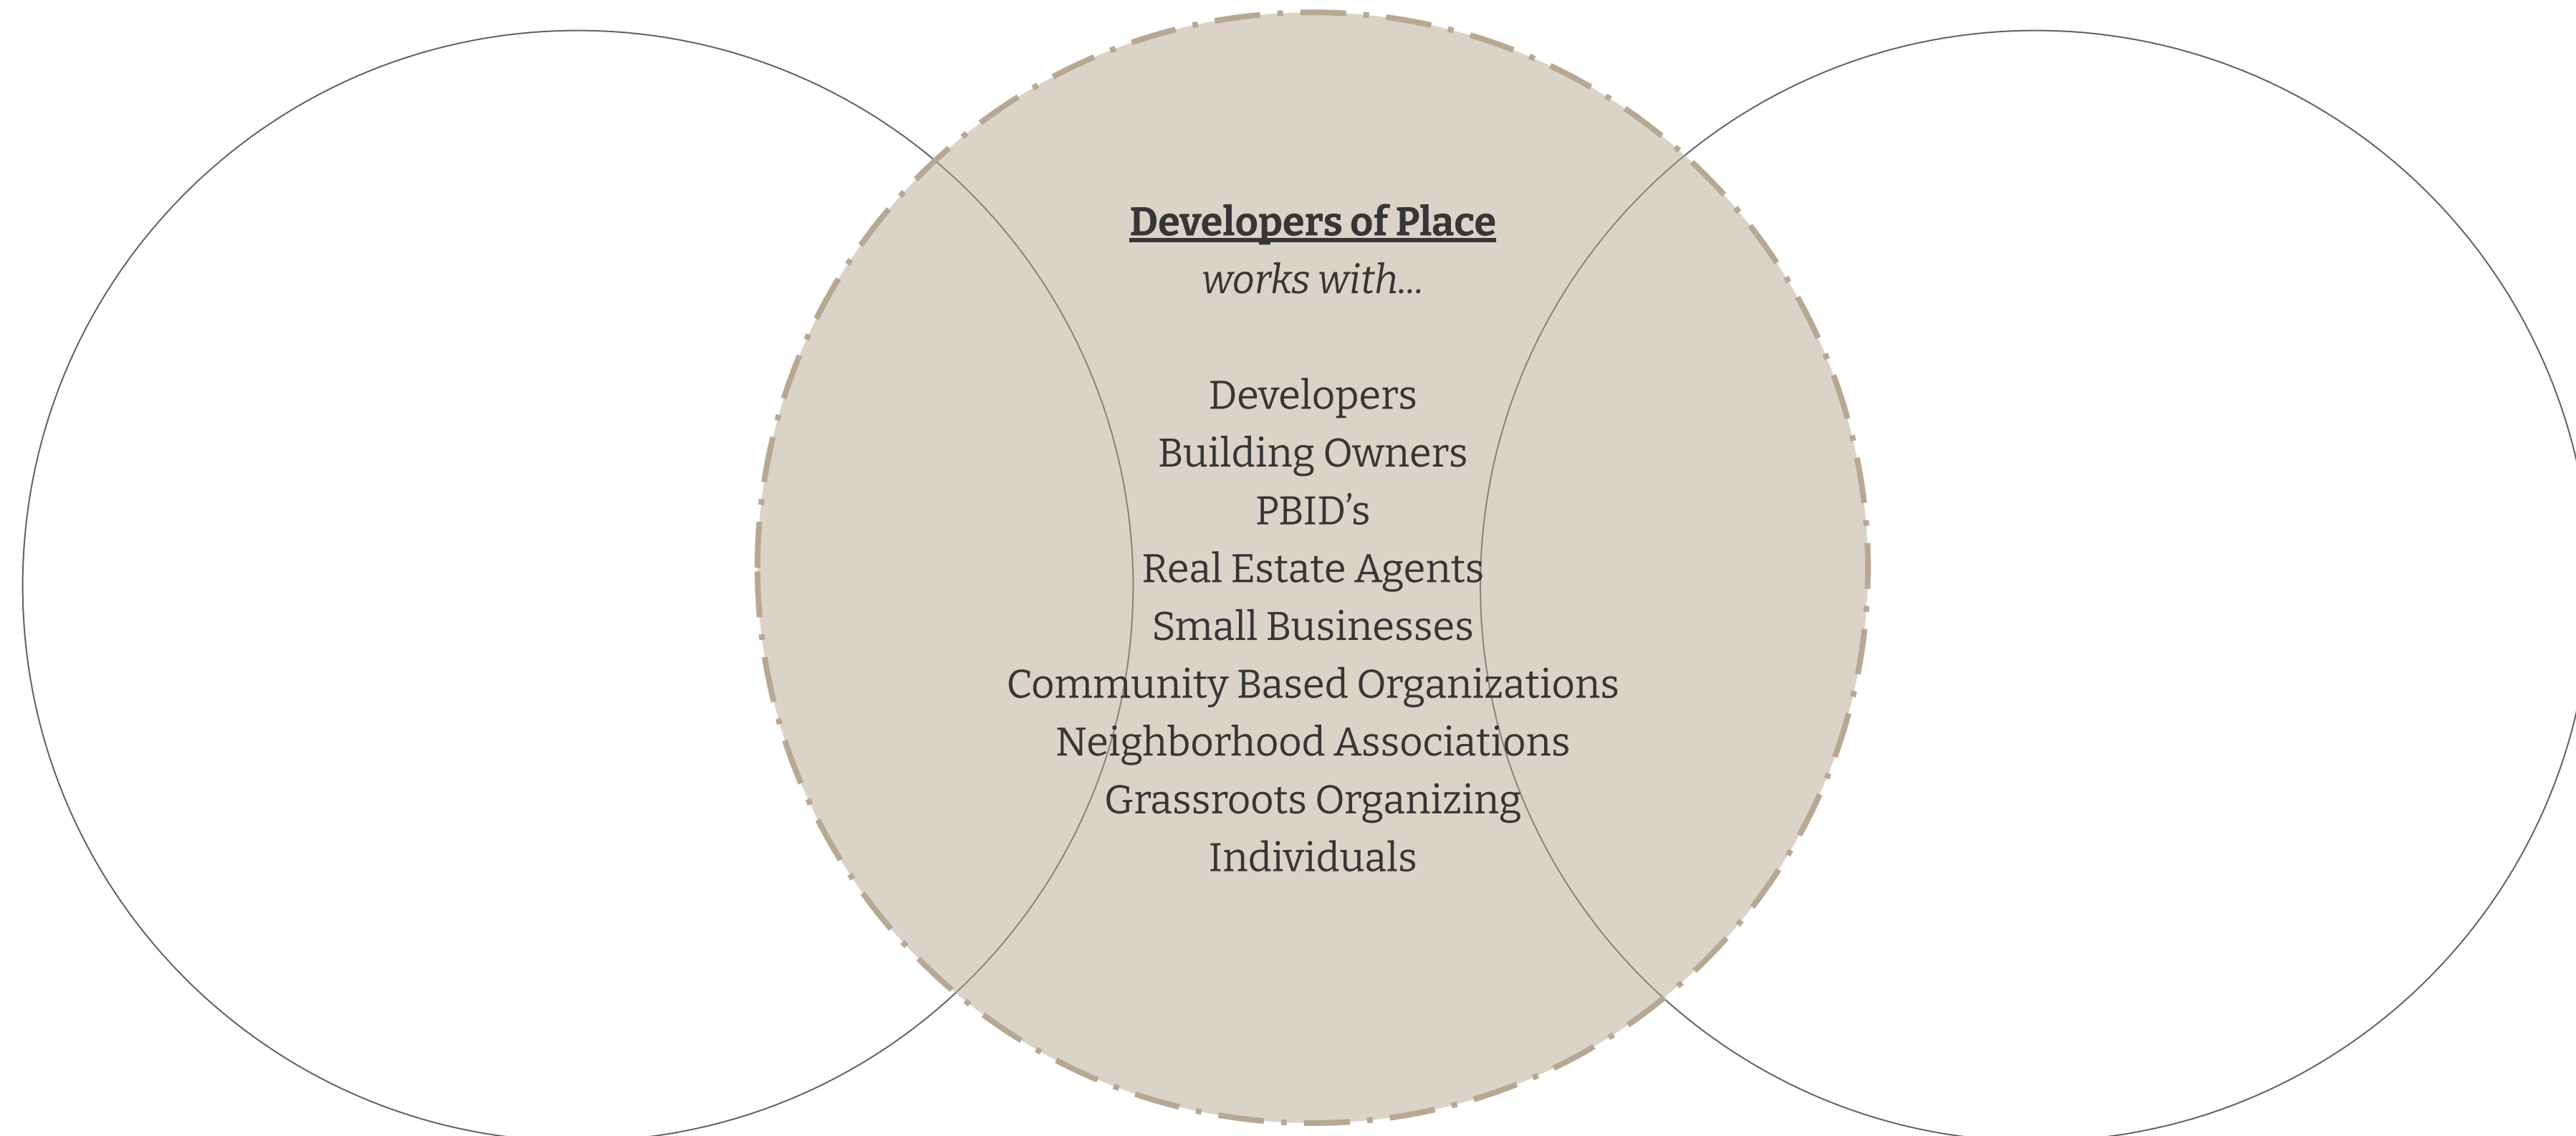 Developers of Place
works with...
Developers
Building Owners
PBID’s
Real Estate Agents
Small Businesses
Community Based Organizations
Neighborhood Associations
Grassroots Organizing
Individuals